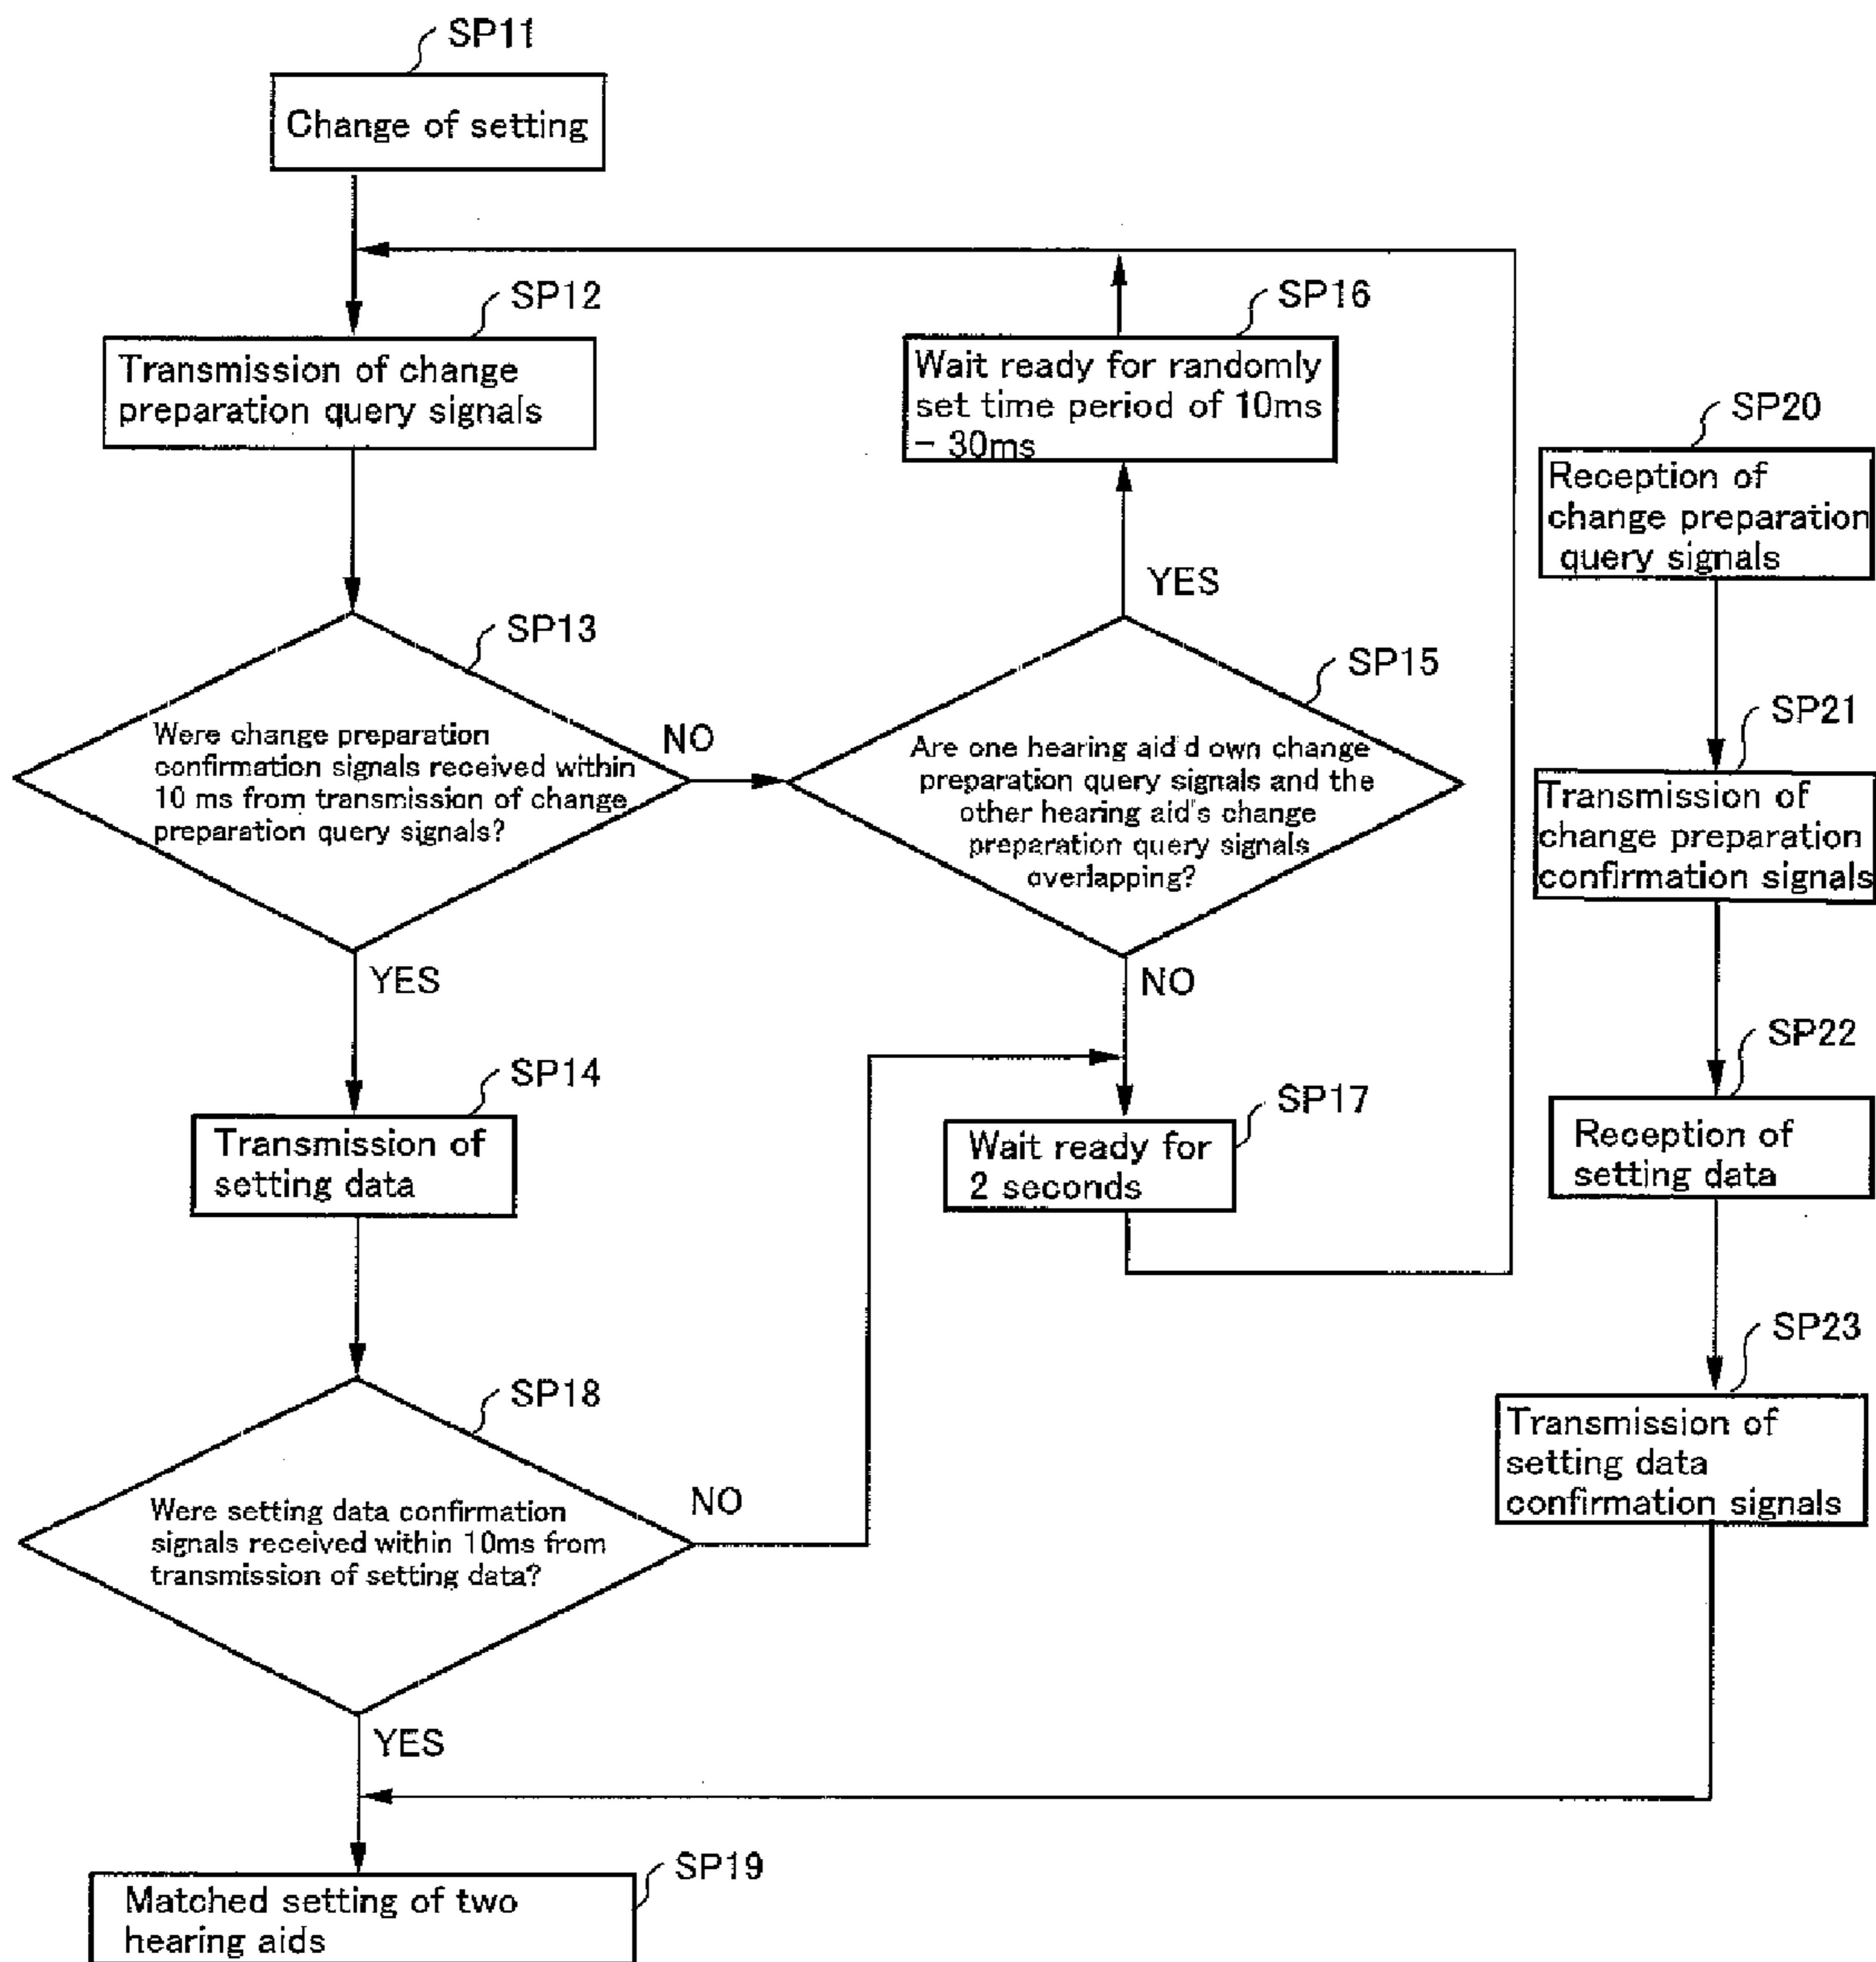 SP11
Change of setting
SP12
Transmission of change
preparation query signals
SP16
Wait ready for randomly
set time period of 10ms
- 30ms
SP20
Reception of
change preparation
query signals
SP13
Were change preparation
confirmation signals received within
10 ms from transmission of change
preparation query signals?
NO
YES
YES
SP15
Are one hearing aid'd own change
preparation query signals and the
other hearing aid's change
preparation query signals
overlapping?
NO
SP21
Transmission of
change preparation
confirmation signals
SP14
Transmission of
setting data
SP17
Wait ready for
2 seconds
SP22
Reception of
setting data
SP18
Were setting data confirmation
signals received within 10ms from
transmission of setting data?
NO
YES
SP23
Transmission of
setting data
confirmation signals
SP19
Matched setting of two
hearing aids